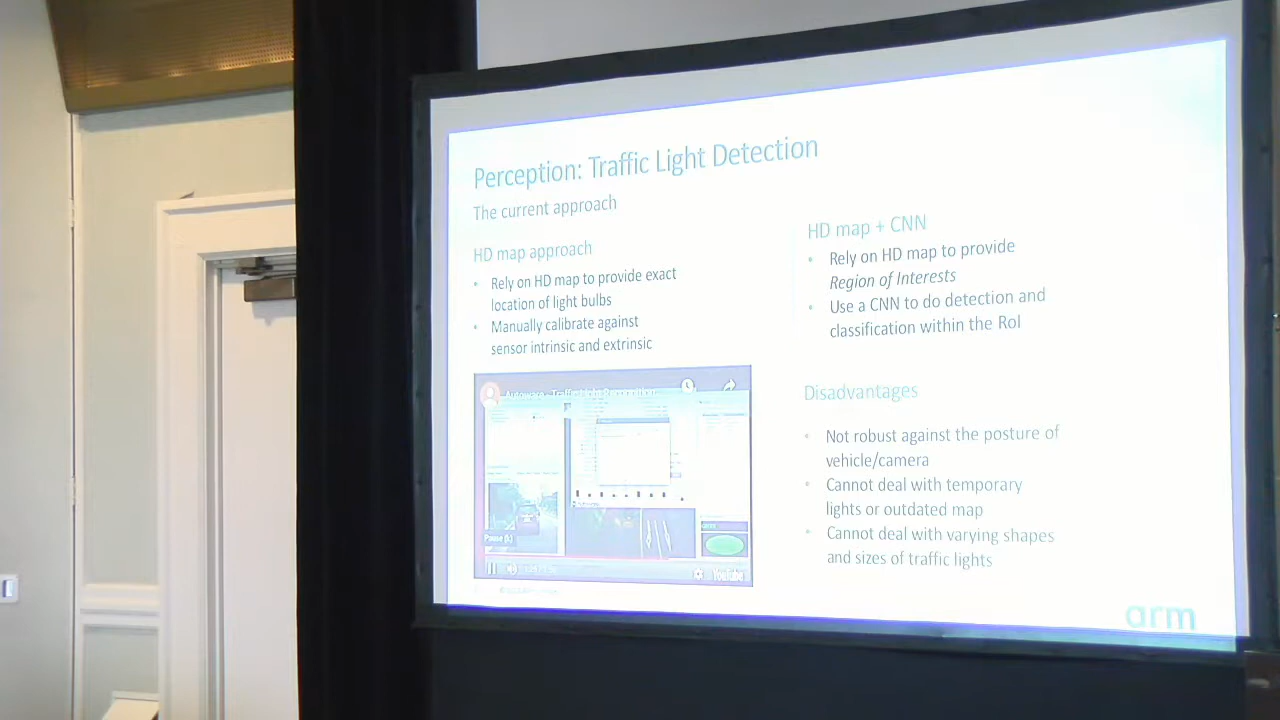 Perception: Traffic Light Detection
The current approach
HD map approach
• Rely on HD map to provide exact
location of light bulbs
• Manually calibrate against
sensor intrinsic and extrinsic
HD map + CNN
• Rely on HD map to provide
Region of Interests
• Use a CNN to do detection and
classification within the RoI
Disadvantages
• Not robust against the posture of
vehicle/camera
• Cannot deal with temporary
lights or outdated map
• Cannot deal with varying shapes
and sizes of traffic lights
Autoware - Traffic Light
Pause (k)
YouTube
arm